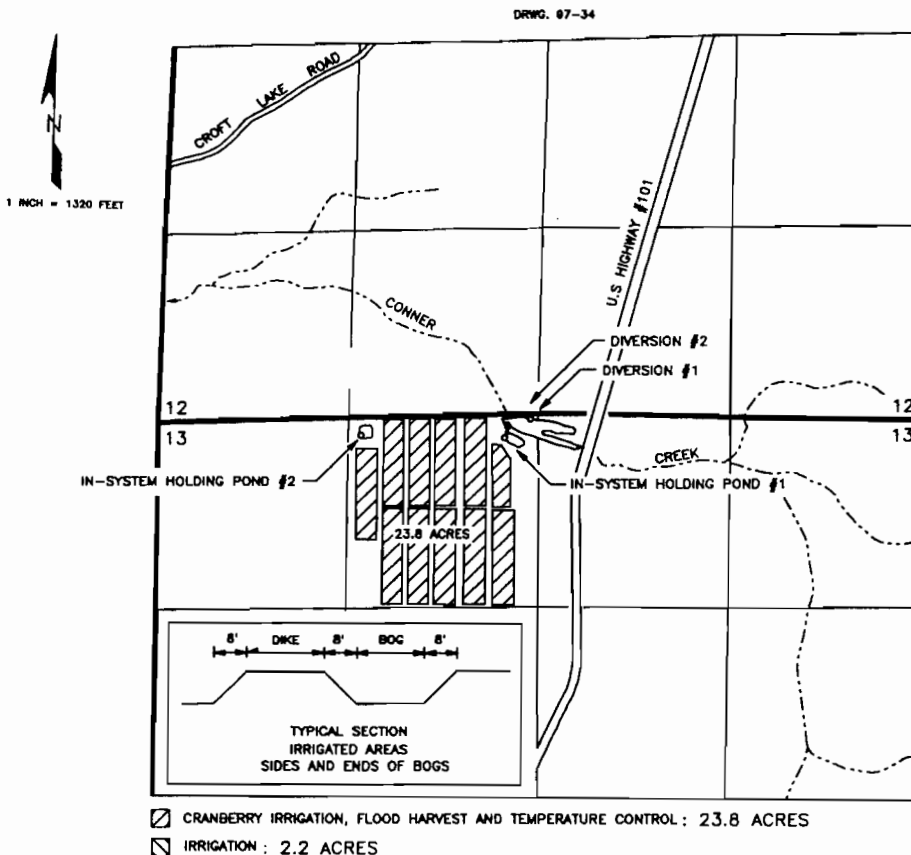 DRWG. 97-34
N
1 INCH = 1320 FEET
CROFT LAKE ROAD
U.S HIGHWAY #101
CONNER
DIVERSION #2
DIVERSION #1
12
12
13
13
CREEK
IN-SYSTEM HOLDING POND #2
IN-SYSTEM HOLDING POND #1
23.8 ACRES
8' DIKE 8' BOG 8'
TYPICAL SECTION
IRRIGATED AREAS
SIDES AND ENDS OF BOGS
CRANBERRY IRRIGATION, FLOOD HARVEST AND TEMPERATURE CONTROL: 23.8 ACRES
IRRIGATION: 2.2 ACRES